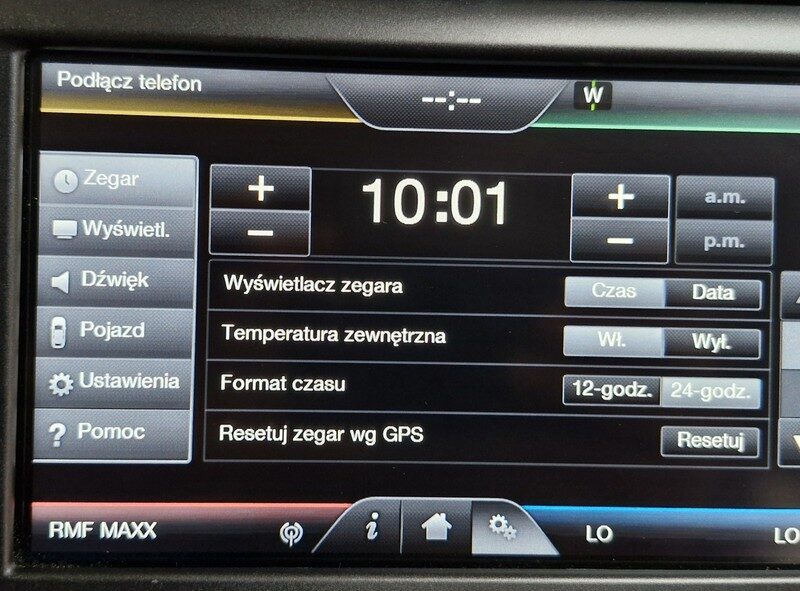 Podłącz telefon
--:--
W
Zegar
+ 10:01 + a.m.
- - p.m.
Wyświetl.
Wyświetlacz zegara Czas Data
Dźwięk
Temperatura zewnętrzna Wł. Wył.
Pojazd
Format czasu 12-godz. 24-godz.
Ustawienia
Resetuj zegar wg GPS Resetuj
? Pomoc
RMF MAXX i LO LO